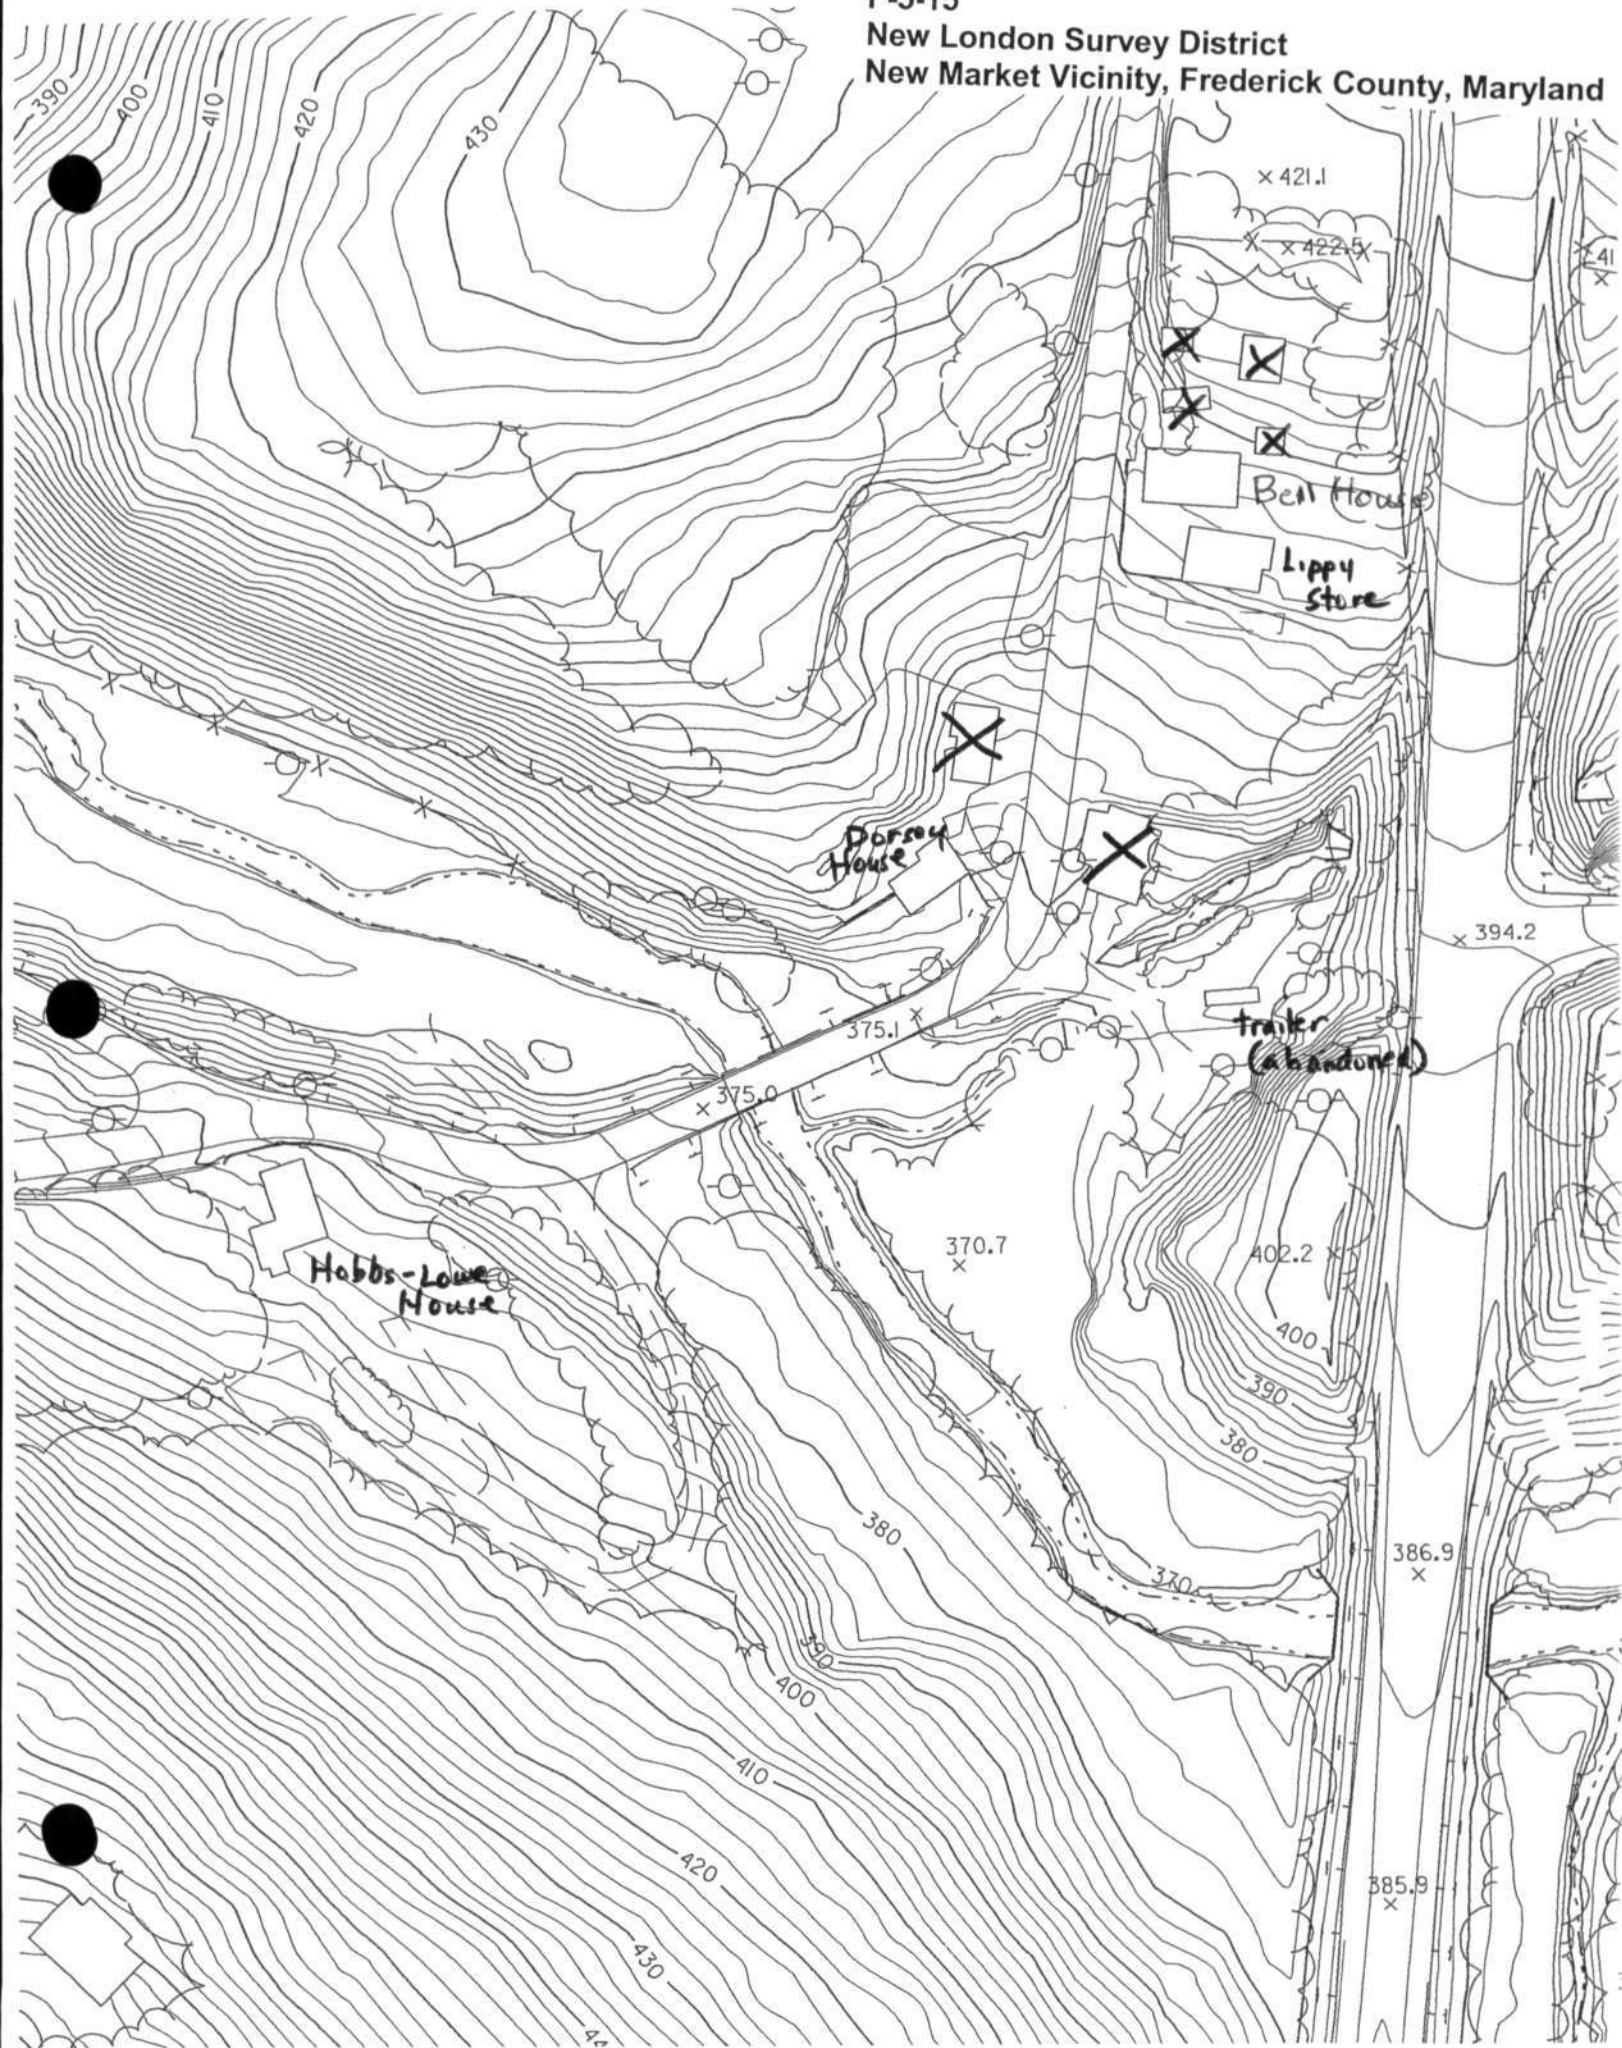 New London Survey District
New Market Vicinity, Frederick County, Maryland
390
400
410
420
430
× 421.1
× 422.5
41
Bell House
Lippy
Store
Dorsey
House
× 394.2
375.1
trailer
(abandoned)
× 375.0
370.7
402.2
Hobbs-Lowe
House
400
390
380
380
386.9
370
390
400
410
420
385.9
430